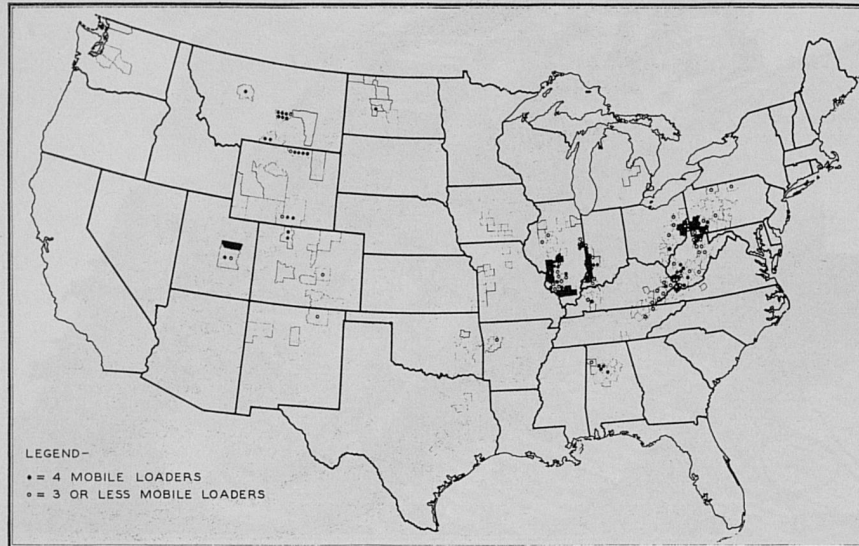 LEGEND-
• = 4 MOBILE LOADERS
○ = 3 OR LESS MOBILE LOADERS